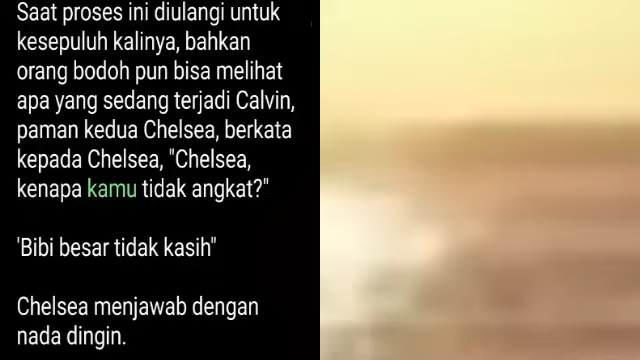 Saat proses ini diulangi untuk
kesepuluh kalinya, bahkan
orang bodoh pun bisa melihat
apa yang sedang terjadi Calvin,
paman kedua Chelsea, berkata
kepada Chelsea, "Chelsea,
kenapa kamu tidak angkat?"
'Bibi besar tidak kasih"
Chelsea menjawab dengan
nada dingin.